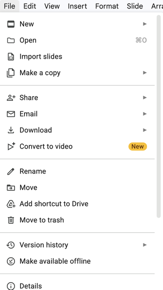 File Edit View Insert Format Slide Arra
New
Open ⌘O
Import slides
Make a copy
Share
Email
Download
Convert to video New
Rename
Move
Add shortcut to Drive
Move to trash
Version history
Make available offline
Details